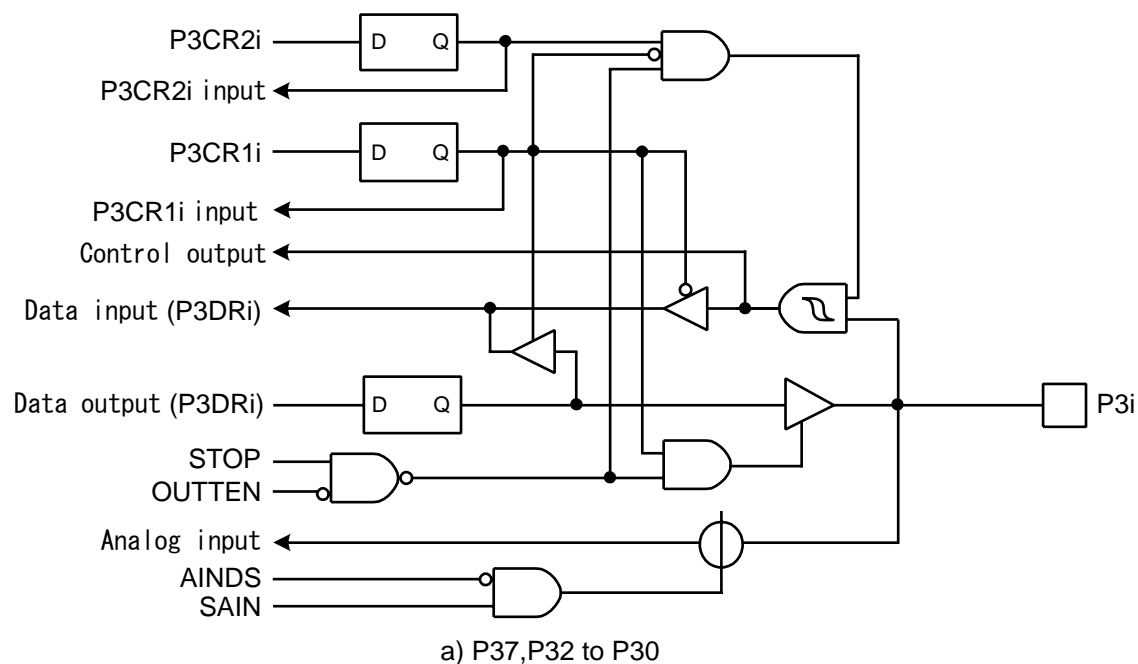 P3CR2i
D Q
P3CR2i input
P3CR1i
D Q
P3CR1i input
Control output
Data input (P3DRi)
Data output (P3DRi)
D Q
P3i
STOP
OUTTEN
Analog input
AINDS
SAIN
a) P37,P32 to P30